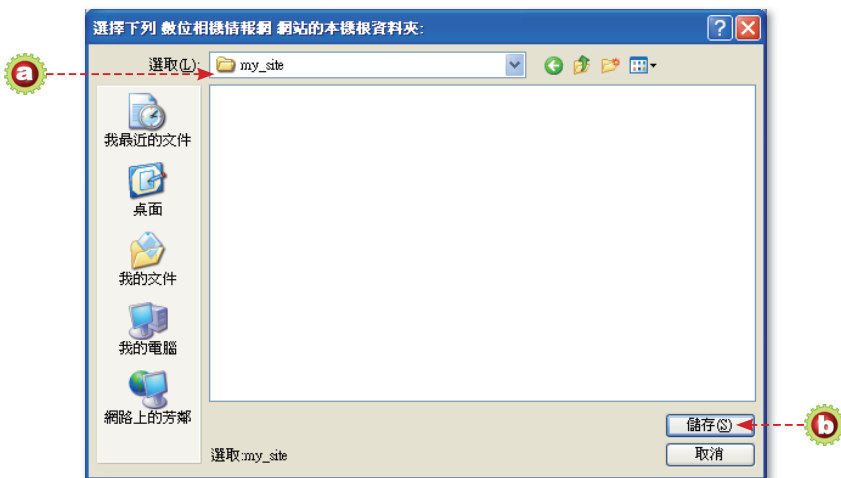 選擇下列 數位相機情報網 網站的本機根資料夾:
選取(L): my_site
a
我最近的文件
桌面
我的文件
我的電腦
網路上的芳鄰
儲存(S)
b
選取:my_site
取消